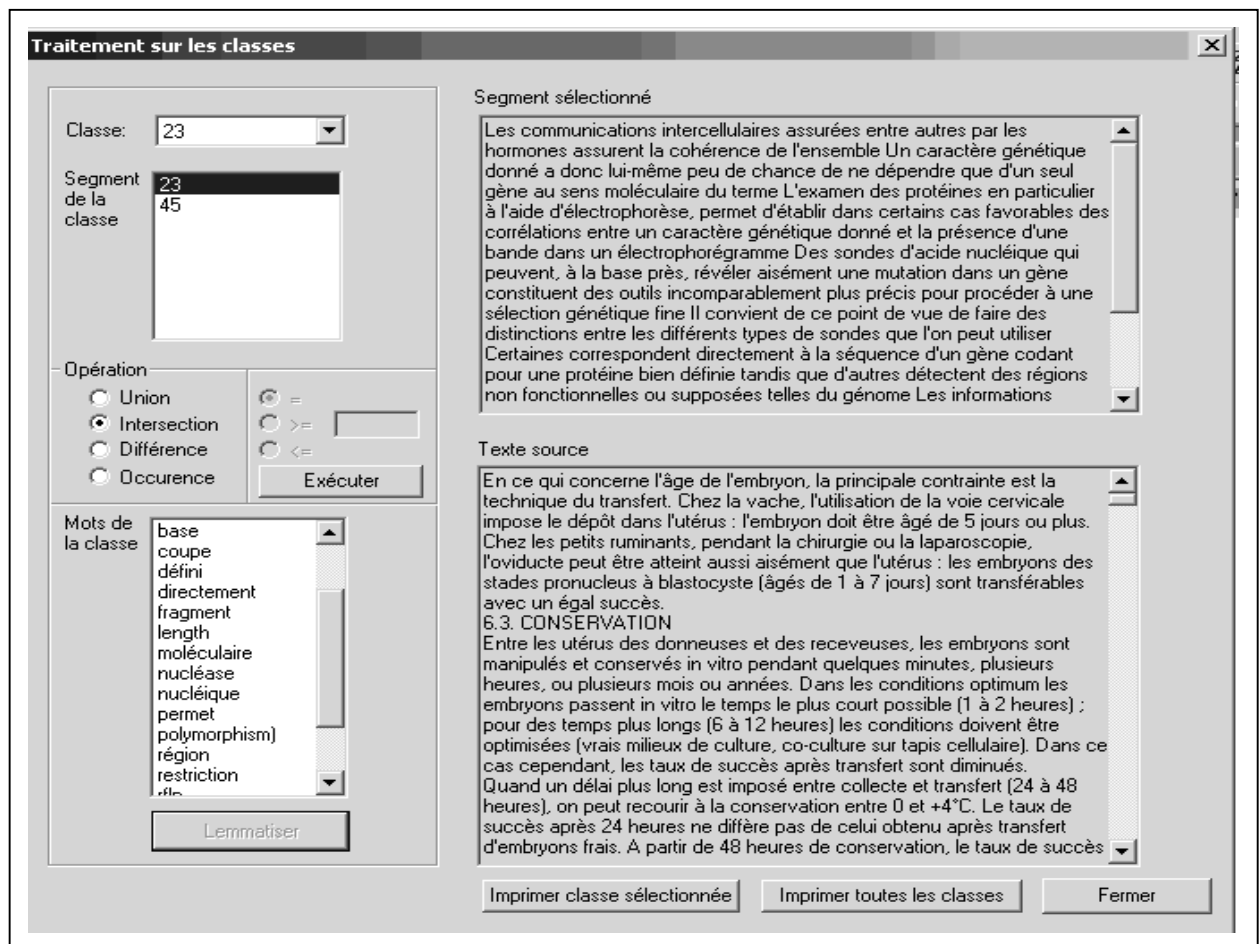 Traitement sur les classes
Classe:
23
Segment
de la
classe
23
45
Opération
Union
Intersection
Différence
Occurence
=
>=
<=
Exécuter
Mots de
la classe
base
coupe
défini
directement
fragment
length
moléculaire
nucléase
nucléique
permet
polymorphism)
région
restriction
rflp
Lemmatiser
Segment sélectionné
Les communications intercellulaires assurées entre autres par les
hormones assurent la cohérence de l'ensemble Un caractère génétique
donné a donc lui-même peu de chance de ne dépendre que d'un seul
gène au sens moléculaire du terme L'examen des protéines en particulier
à l'aide d'électrophorèse, permet d'établir dans certains cas favorables des
corrélations entre un caractère génétique donné et la présence d'une
bande dans un électrophorégramme Des sondes d'acide nucléique qui
peuvent, à la base près, révéler aisément une mutation dans un gène
constituent des outils incomparablement plus précis pour procéder à une
sélection génétique fine Il convient de ce point de vue de faire des
distinctions entre les différents types de sondes que l'on peut utiliser
Certaines correspondent directement à la séquence d'un gène codant
pour une protéine bien définie tandis que d'autres détectent des régions
non fonctionnelles ou supposées telles du génome Les informations
Texte source
En ce qui concerne l'âge de l'embryon, la principale contrainte est la
technique du transfert. Chez la vache, l'utilisation de la voie cervicale
impose le dépôt dans l'utérus : l'embryon doit être âgé de 5 jours ou plus.
Chez les petits ruminants, pendant la chirurgie ou la laparoscopie,
l'oviducte peut être atteint aussi aisément que l'utérus : les embryons des
stades pronucleus à blastocyste (âgés de 1 à 7 jours) sont transférables
avec un égal succès.
6.3. CONSERVATION
Entre les utérus des donneuses et des receveuses, les embryons sont
manipulés et conservés in vitro pendant quelques minutes, plusieurs
heures, ou plusieurs mois ou années. Dans les conditions optimum les
embryons passent in vitro le temps le plus court possible (1 à 2 heures) ;
pour des temps plus longs (6 à 12 heures) les conditions doivent être
optimisées (vrais milieux de culture, co-culture sur tapis cellulaire). Dans ce
cas cependant, les taux de succès après transfert sont diminués.
Quand un délai plus long est imposé entre collecte et transfert (24 à 48
heures), on peut recourir à la conservation entre 0 et +4°C. Le taux de
succès après 24 heures ne diffère pas de celui obtenu après transfert
d'embryons frais. A partir de 48 heures de conservation, le taux de succès
Imprimer classe sélectionnée
Imprimer toutes les classes
Fermer